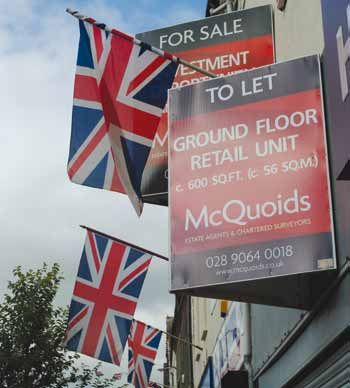 FOR SALE
TO LET
GROUND FLOOR
RETAIL UNIT
c. 600 SQ.FT. (c. 56 SQ.M.)
McQuoids
ESTATE AGENTS & CHARTERED SURVEYORS
028 9064 0018
www.mcquoids.co.uk